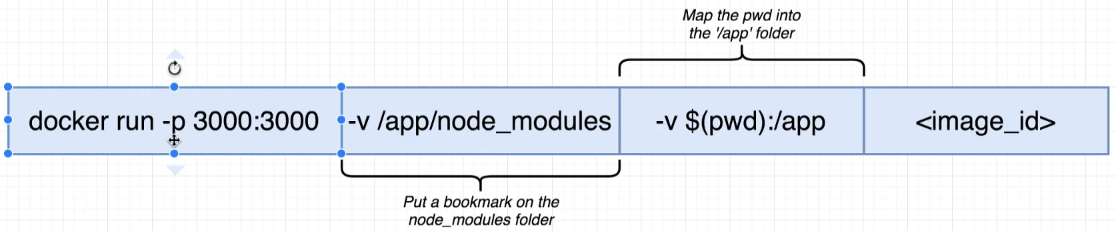 Map the pwd into
the '/app' folder
docker run -p 3000:3000 -v /app/node_modules -v $(pwd):/app <image_id>
Put a bookmark on the
node_modules folder